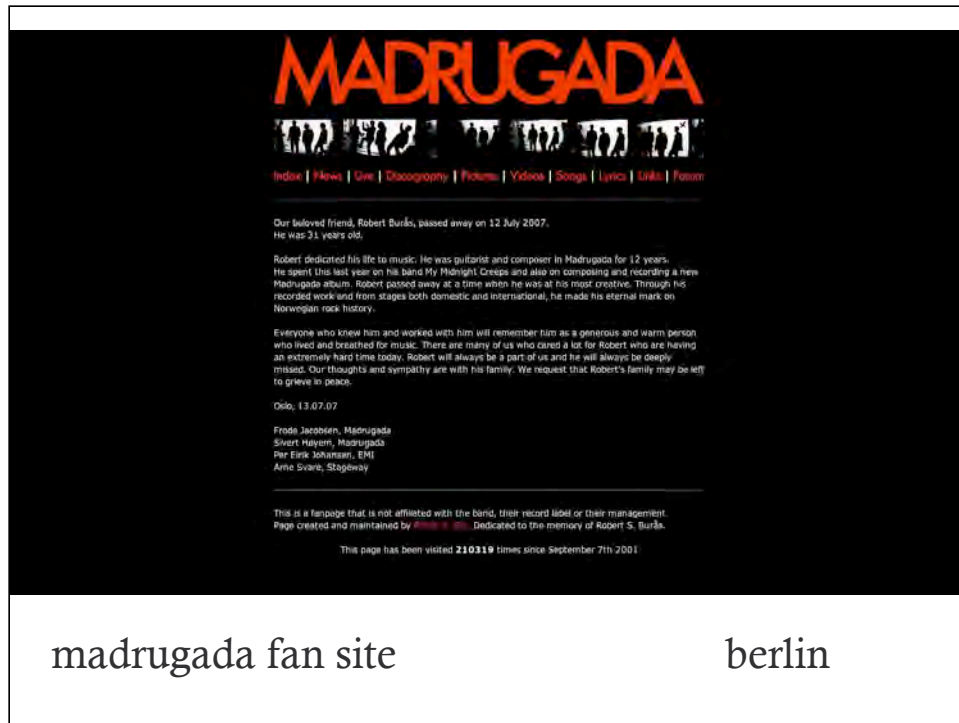 MADRUGADA
Index | News | Live | Discography | Pictures | Videos | Songs | Lyrics | Links | Forum
Our beloved friend, Robert Burås, passed away on 12 July 2007.
He was 31 years old.
Robert dedicated his life to music. He was guitarist and composer in Madrugada for 12 years.
He spent this last year on his band My Midnight Creeps and also on composing and recording a new
Madrugada album. Robert passed away at a time when he was at his most creative. Through his
recorded work and from stages both domestic and international, he made his eternal mark on
Norwegian rock history.
Everyone who knew him and worked with him will remember him as a generous and warm person
who lived and breathed for music. There are many of us who cared a lot for Robert who are having
an extremely hard time today. Robert will always be a part of us and he will always be deeply
missed. Our thoughts and sympathy are with his family. We request that Robert's family may be left
to grieve in peace.
Oslo, 13.07.07
Frode Jacobsen, Madrugada
Sivert Høyem, Madrugada
Per Eirik Johansen, EMI
Arne Svare, Stageway
This is a fanpage that is not affiliated with the band, their record label or their management.
Page created and maintained by Dedicated to the memory of Robert S. Burås.
This page has been visited 210319 times since September 7th 2001
madrugada fan site berlin